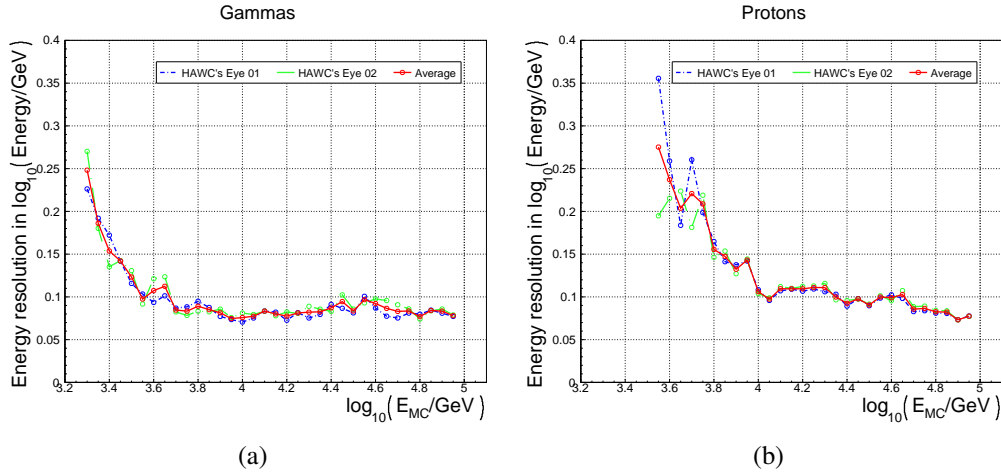 Gammas
Energy resolution in log10(Energy/GeV)
0.4
0.35
0.3
0.25
0.2
0.15
0.1
0.05
0
HAWC's Eye 01 HAWC's Eye 02 Average
3.2 3.4 3.6 3.8 4 4.2 4.4 4.6 4.8 5
log10(EMC/GeV)
(a)
Protons
Energy resolution in log10(Energy/GeV)
0.4
0.35
0.3
0.25
0.2
0.15
0.1
0.05
0
HAWC's Eye 01 HAWC's Eye 02 Average
3.2 3.4 3.6 3.8 4 4.2 4.4 4.6 4.8 5
log10(EMC/GeV)
(b)